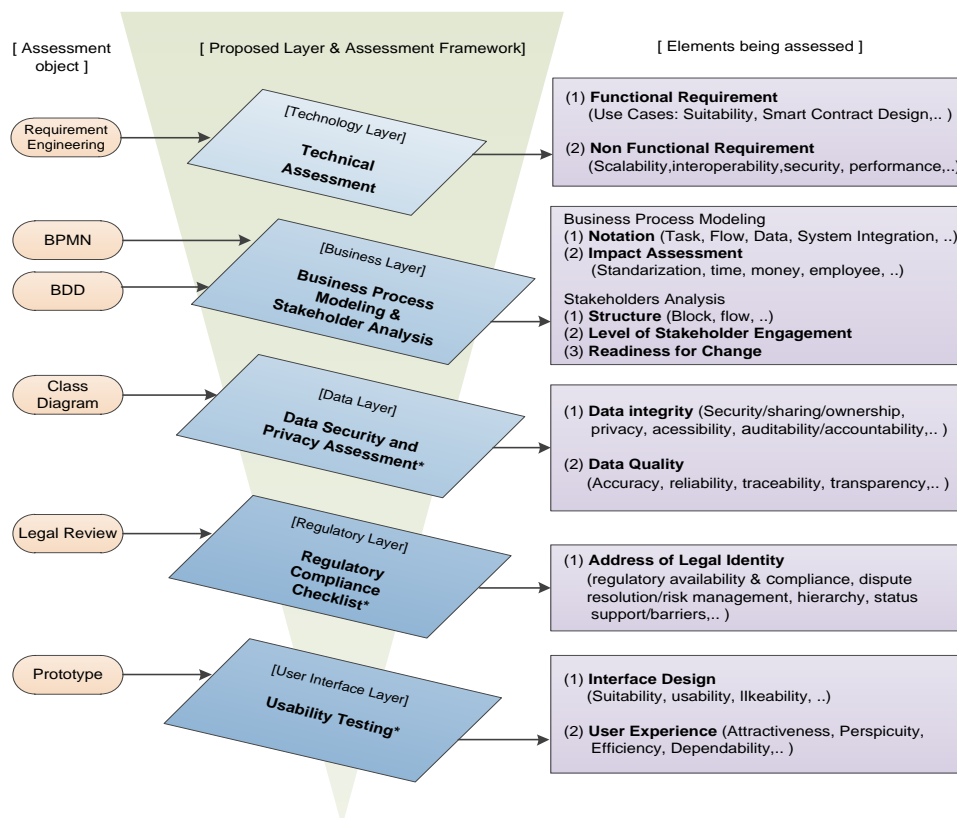 [ Assessment
object ]
[ Proposed Layer & Assessment Framework]
[ Elements being assessed ]
Requirement
Engineering
[Technology Layer]
Technical
Assessment
(1) Functional Requirement
(Use Cases: Suitability, Smart Contract Design,.. )
(2) Non Functional Requirement
(Scalability,interoperability,security, performance,..)
BPMN
BDD
[Business Layer]
Business Process
Modeling &
Stakeholder Analysis
Business Process Modeling
(1) Notation (Task, Flow, Data, System Integration, ..)
(2) Impact Assessment
(Standarization, time, money, employee, ..)
Stakeholders Analysis
(1) Structure (Block, flow, ..)
(2) Level of Stakeholder Engagement
(3) Readiness for Change
Class
Diagram
[Data Layer]
Data Security and
Privacy Assessment*
(1) Data integrity (Security/sharing/ownership,
privacy, acessibility, auditability/accountability,.. )
(2) Data Quality
(Accuracy, reliability, traceability, transparency,.. )
Legal Review
[Regulatory Layer]
Regulatory
Compliance
Checklist*
(1) Address of Legal Identity
(regulatory availability & compliance, dispute
resolution/risk management, hierarchy, status
support/barriers,.. )
Prototype
[User Interface Layer]
Usability Testing*
(1) Interface Design
(Suitability, usability, lIkeability, ..)
(2) User Experience (Attractiveness, Perspicuity,
Efficiency, Dependability,.. )